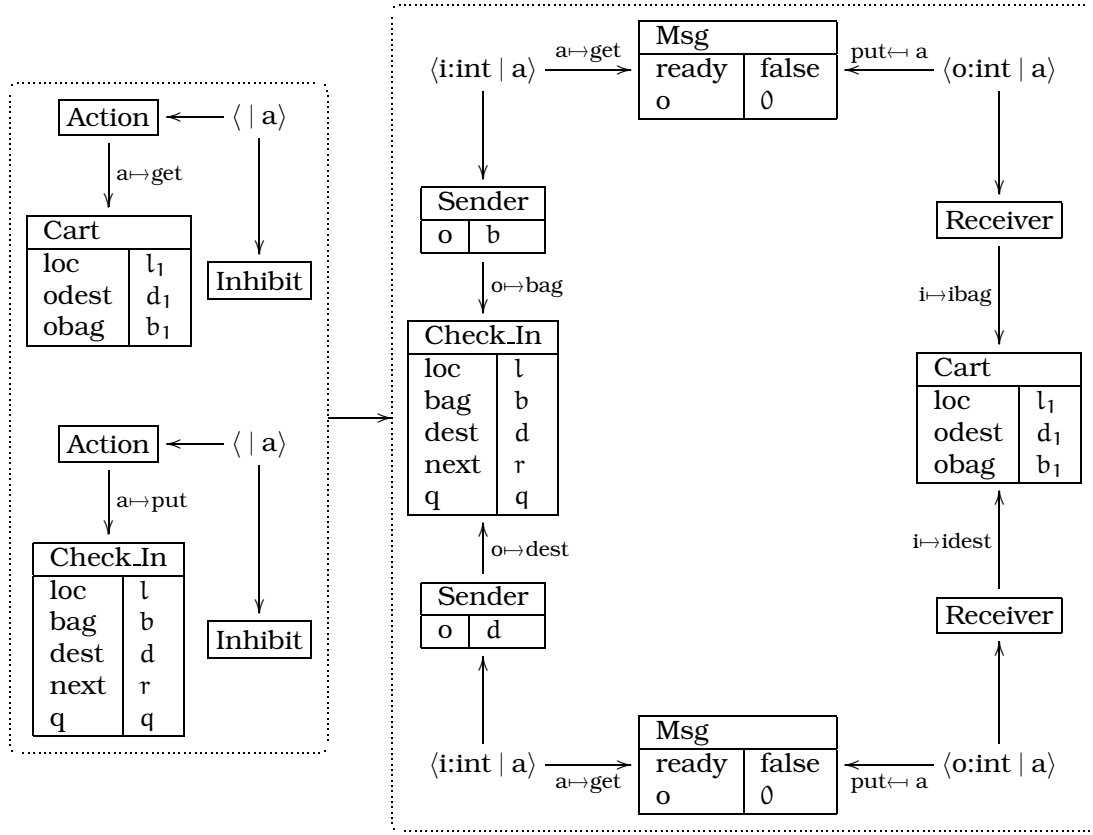 Action
⟨ | a⟩
a↦get
Cart
loc l₁
odest d₁
obag b₁
Inhibit
Action
⟨ | a⟩
a↦put
Check_In
loc l
bag b
dest d
next r
q q
Inhibit
⟨i:int | a⟩
a↦get
Msg
ready false
o 0
put↤ a
⟨o:int | a⟩
Sender
o b
Receiver
o↦bag
i↦ibag
Check_In
loc l
bag b
dest d
next r
q q
Cart
loc l₁
odest d₁
obag b₁
o↦dest
i↦idest
Sender
o d
Receiver
⟨i:int | a⟩
a↦get
Msg
ready false
o 0
put↤ a
⟨o:int | a⟩